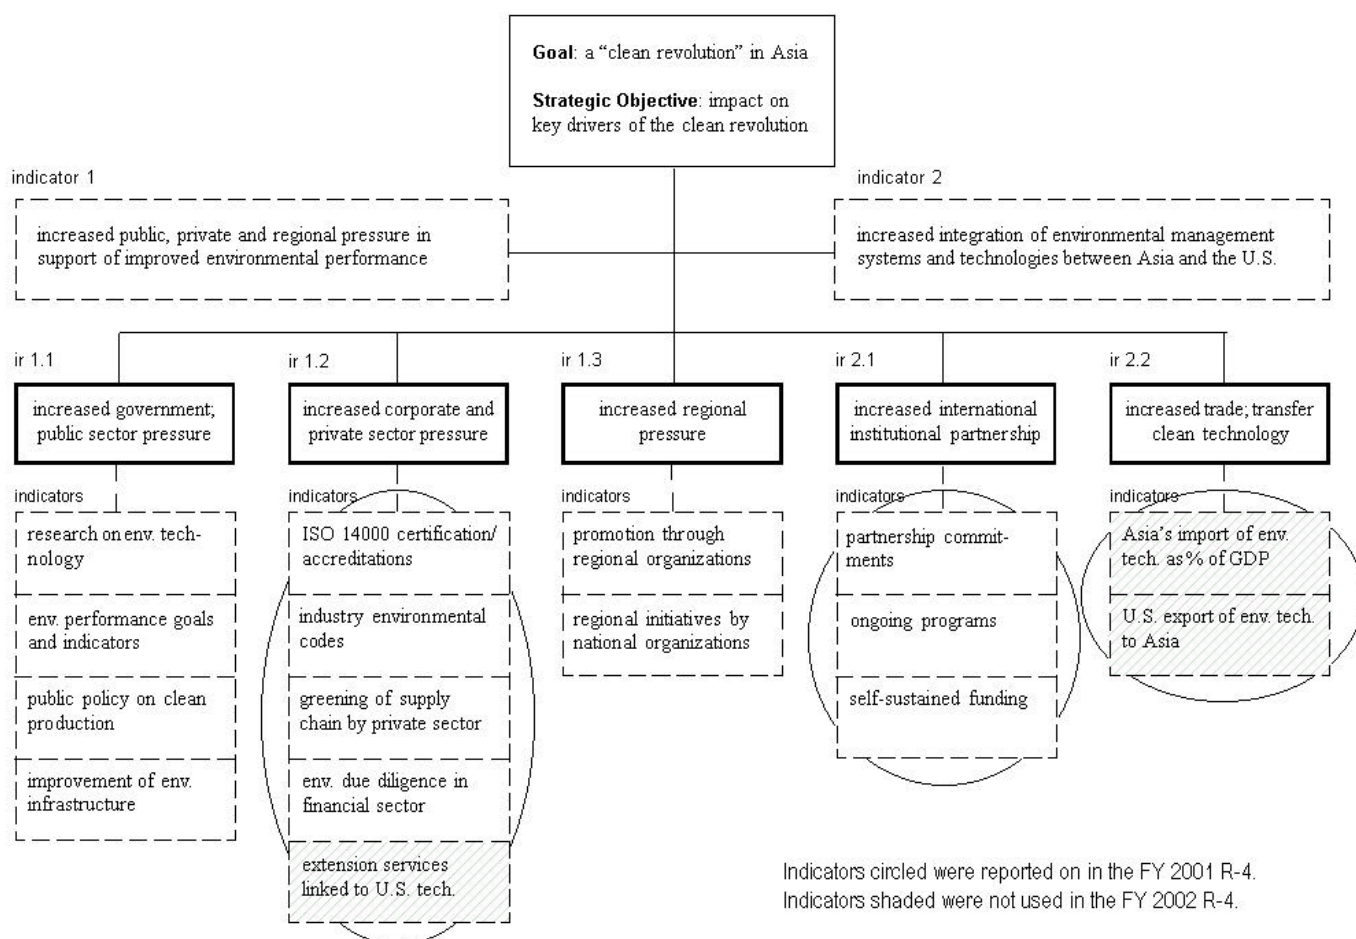 Goal: a “clean revolution” in Asia
Strategic Objective: impact on
key drivers of the clean revolution
indicator 1
increased public, private and regional pressure in
support of improved environmental performance
indicator 2
increased integration of environmental management
systems and technologies between Asia and the U.S.
ir 1.1
increased government;
public sector pressure
indicators
research on env. tech-
nology
env. performance goals
and indicators
public policy on clean
production
improvement of env.
infrastructure
ir 1.2
increased corporate and
private sector pressure
indicators
ISO 14000 certification/
accreditations
industry environmental
codes
greening of supply
chain by private sector
env. due diligence in
financial sector
extension services
linked to U.S. tech.
ir 1.3
increased regional
pressure
indicators
promotion through
regional organizations
regional initiatives by
national organizations
ir 2.1
increased international
institutional partnership
indicators
partnership commit-
ments
ongoing programs
self-sustained funding
ir 2.2
increased trade; transfer
clean technology
indicators
Asia’s import of env.
tech. as % of GDP
U.S. export of env. tech.
to Asia
Indicators circled were reported on in the FY 2001 R-4.
Indicators shaded were not used in the FY 2002 R-4.